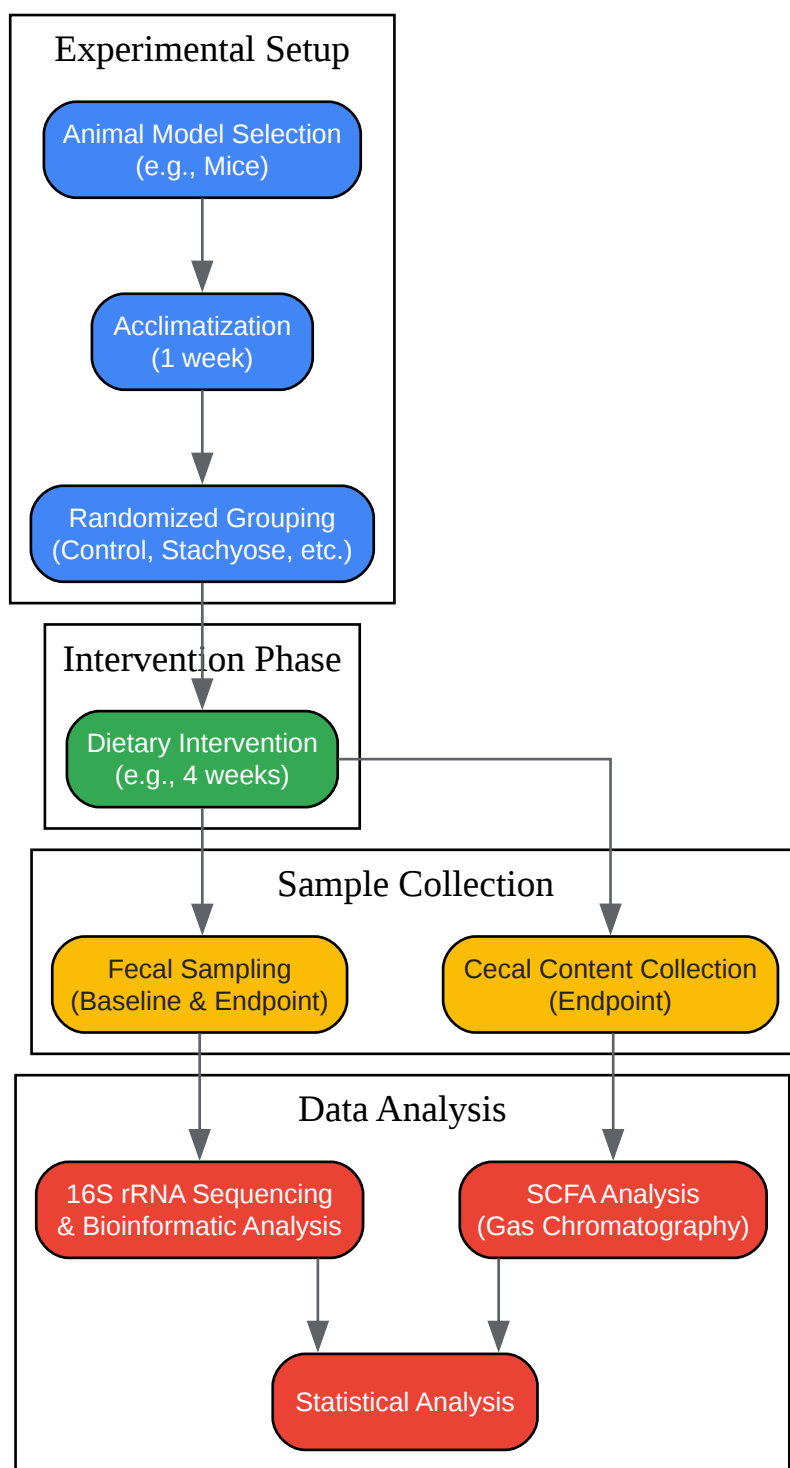 Experimental Setup
Animal Model Selection
(e.g., Mice)
Acclimatization
(1 week)
Randomized Grouping
(Control, Stachyose, etc.)
Intervention Phase
Dietary Intervention
(e.g., 4 weeks)
Sample Collection
Fecal Sampling
(Baseline & Endpoint)
Cecal Content Collection
(Endpoint)
Data Analysis
16S rRNA Sequencing
& Bioinformatic Analysis
SCFA Analysis
(Gas Chromatography)
Statistical Analysis